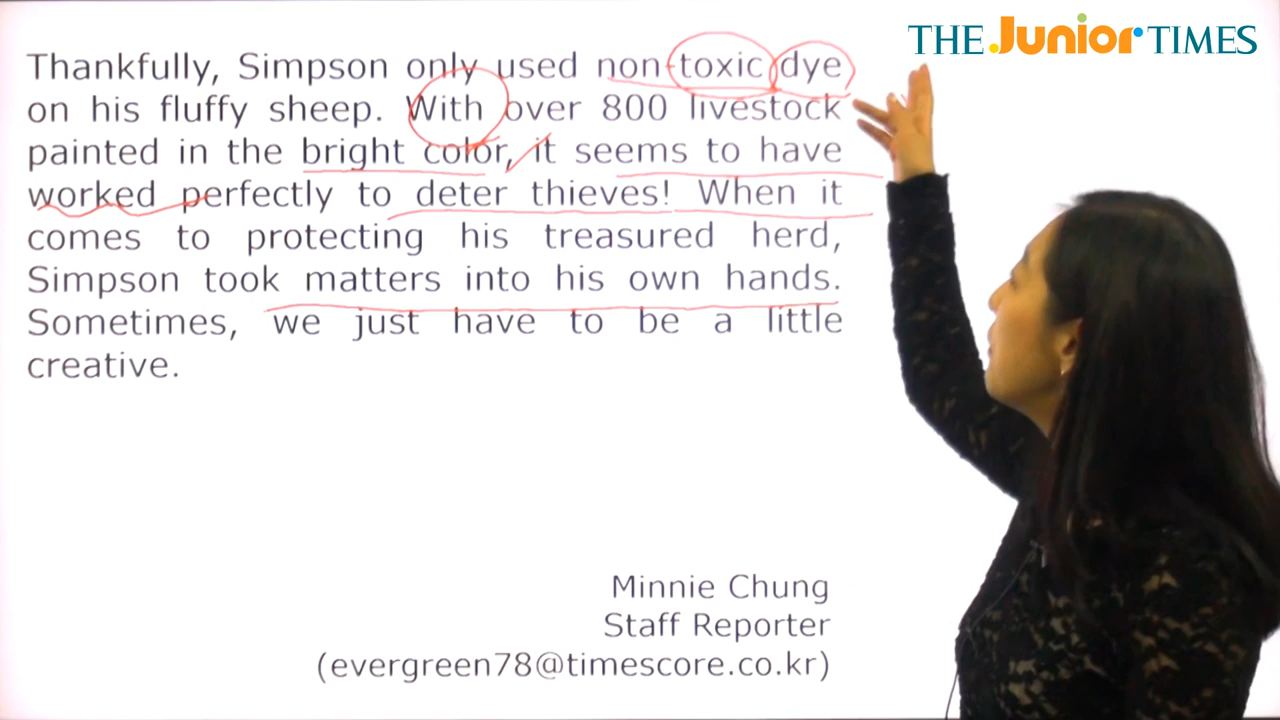 THE Junior TIMES
Thankfully, Simpson only used non-toxic dye
on his fluffy sheep. With over 800 livestock
painted in the bright color, it seems to have
worked perfectly to deter thieves! When it
comes to protecting his treasured herd,
Simpson took matters into his own hands.
Sometimes, we just have to be a little
creative.
Minnie Chung
Staff Reporter
(evergreen78@timescore.co.kr)